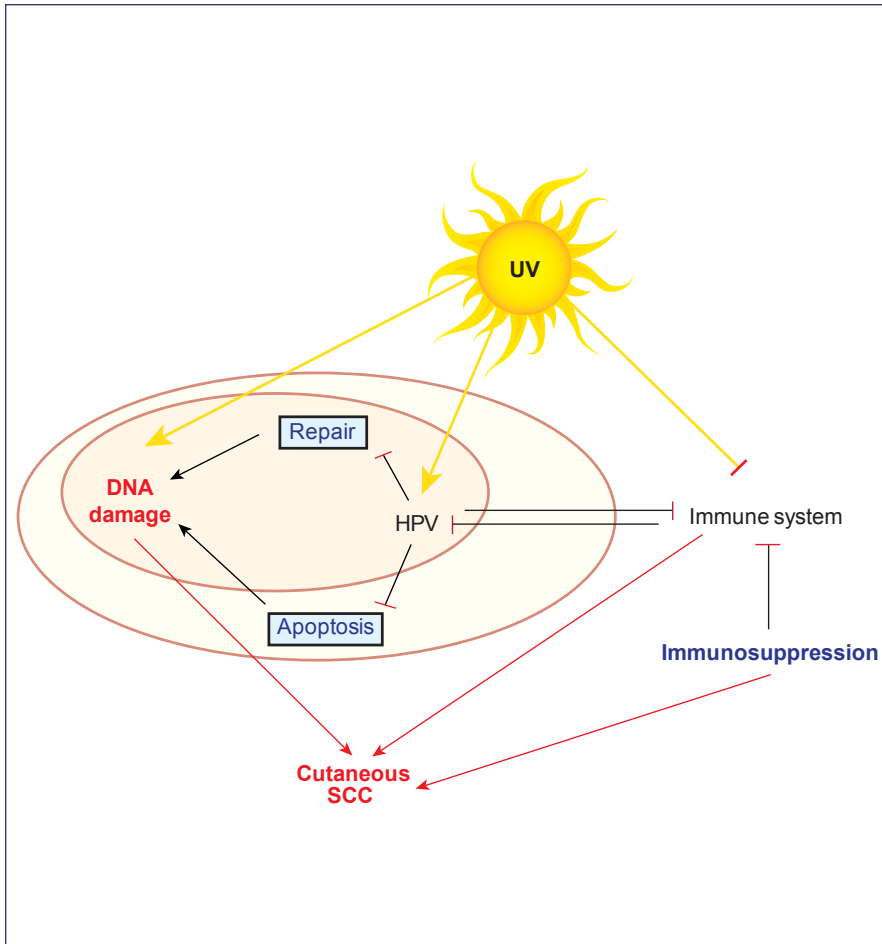 UV
Repair
DNA
damage
HPV
Immune system
Apoptosis
Immunosuppression
Cutaneous
SCC